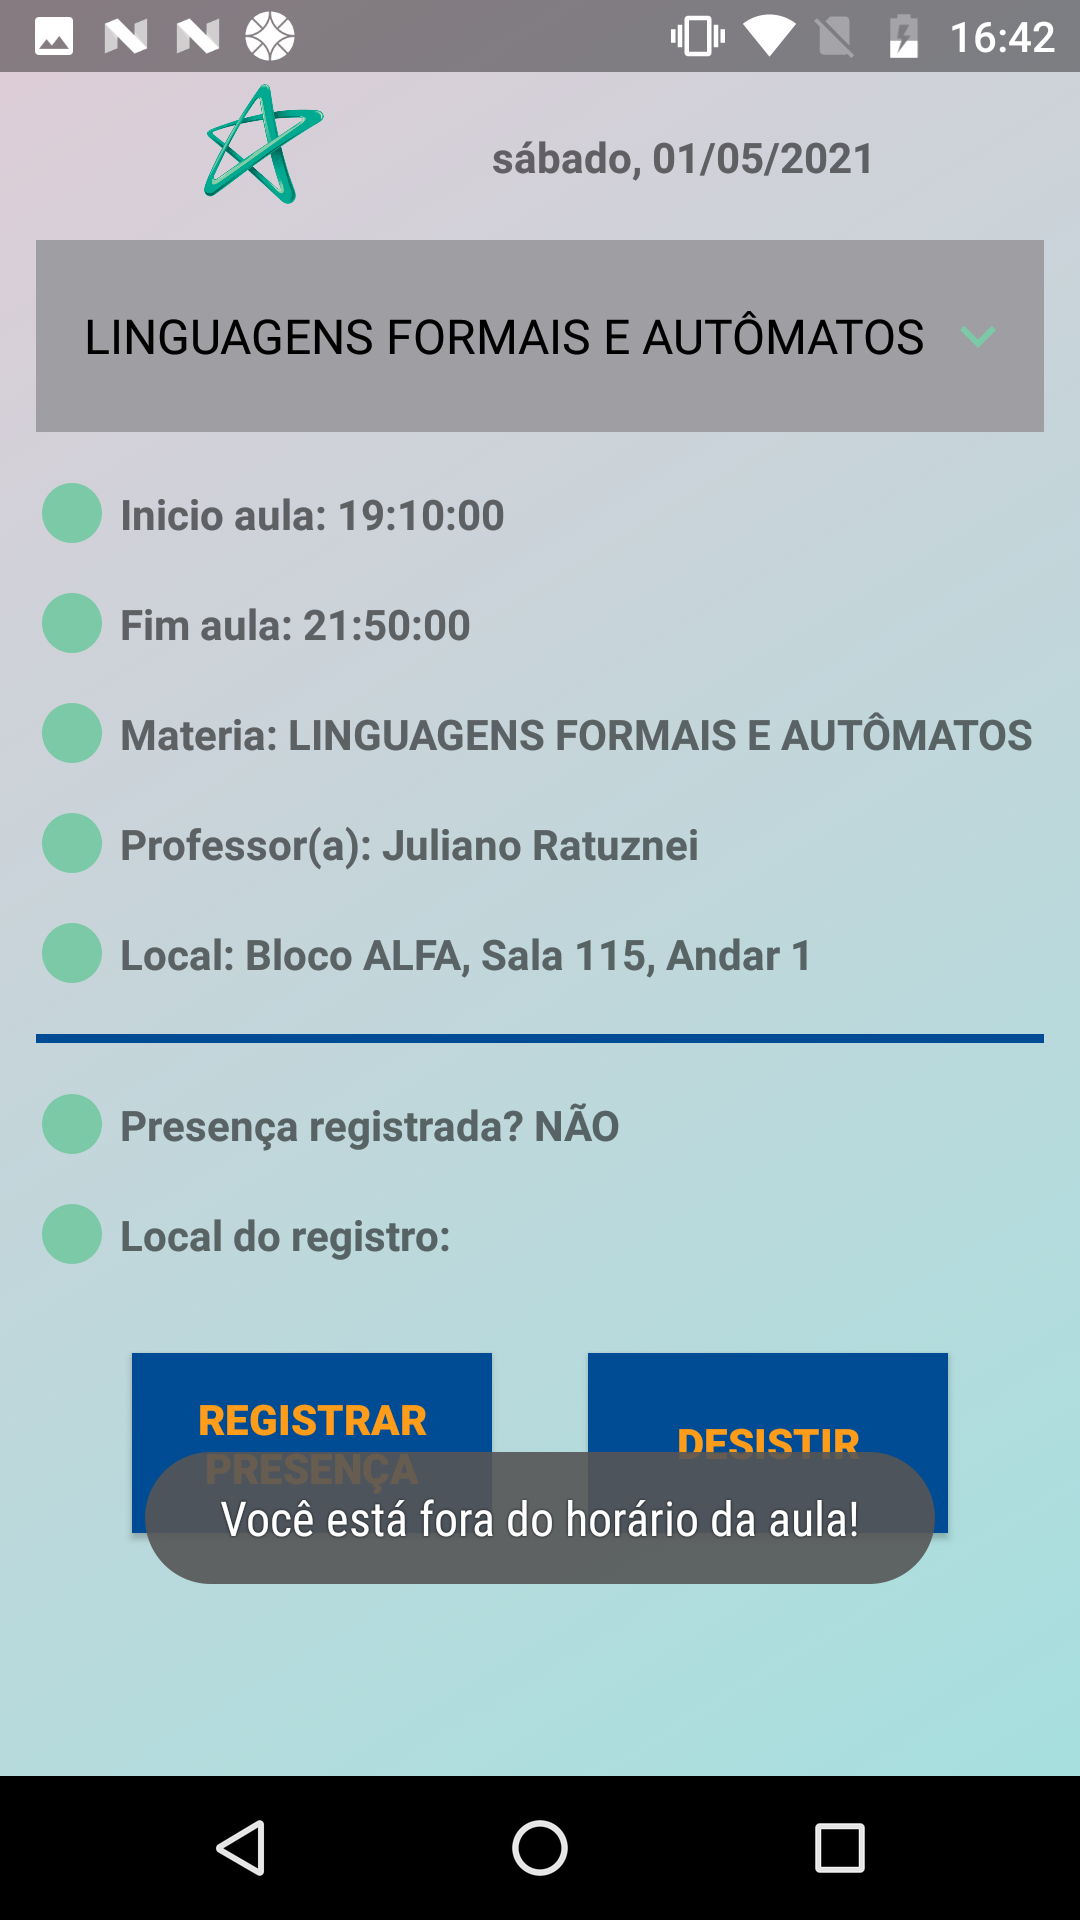 16:42
sábado, 01/05/2021
LINGUAGENS FORMAIS E AUTÔMATOS
Inicio aula: 19:10:00
Fim aula: 21:50:00
Materia: LINGUAGENS FORMAIS E AUTÔMATOS
Professor(a): Juliano Ratuznei
Local: Bloco ALFA, Sala 115, Andar 1
Presença registrada? NÃO
Local do registro:
REGISTRAR
PRESENÇA
DESISTIR
Você está fora do horário da aula!